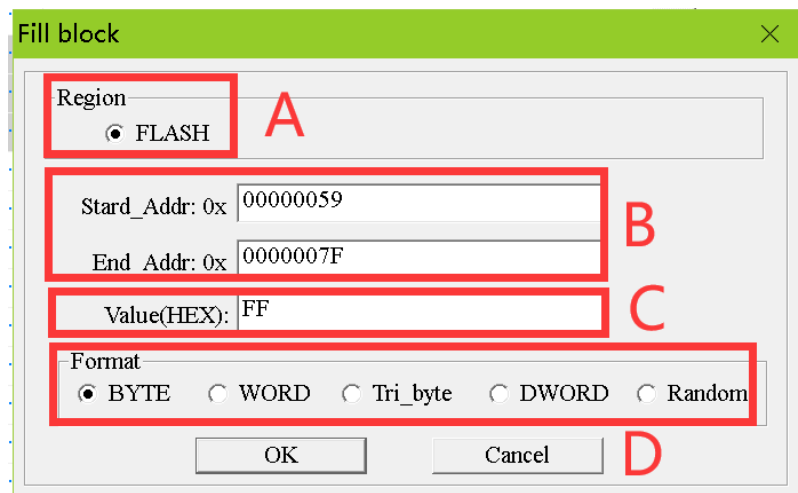 Fill block
Region
FLASH
A
Stard_Addr: 0x 00000059
End_Addr: 0x 0000007F
B
Value(HEX): FF
C
Format
BYTE WORD Tri_byte DWORD Random
OK Cancel D